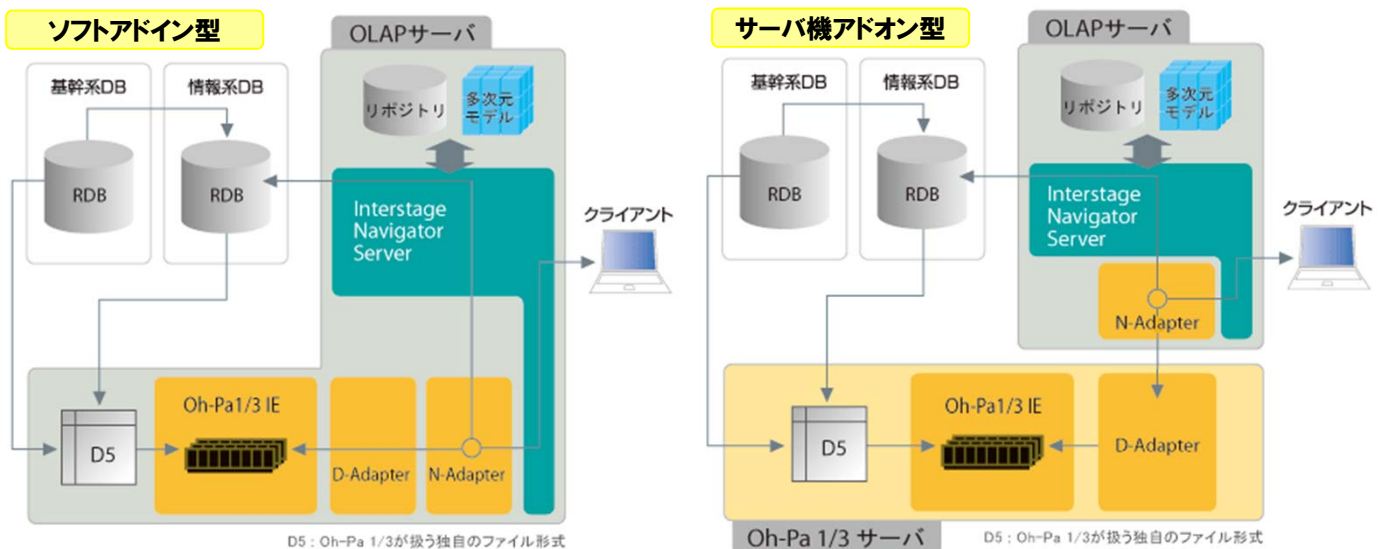 ソフトアドイン型
OLAPサーバ
基幹系DB
情報系DB
リポジトリ
多次元
モデル
RDB
RDB
Interstage
Navigator
Server
クライアント
Oh-Pa1/3 IE
D5
D-Adapter
N-Adapter
D5 : Oh-Pa 1/3が扱う独自のファイル形式
サーバ機アドオン型
OLAPサーバ
基幹系DB
情報系DB
リポジトリ
多次元
モデル
RDB
RDB
Interstage
Navigator
Server
クライアント
N-Adapter
Oh-Pa1/3 IE
D5
D-Adapter
Oh-Pa 1/3 サーバ
D5 : Oh-Pa 1/3が扱う独自のファイル形式